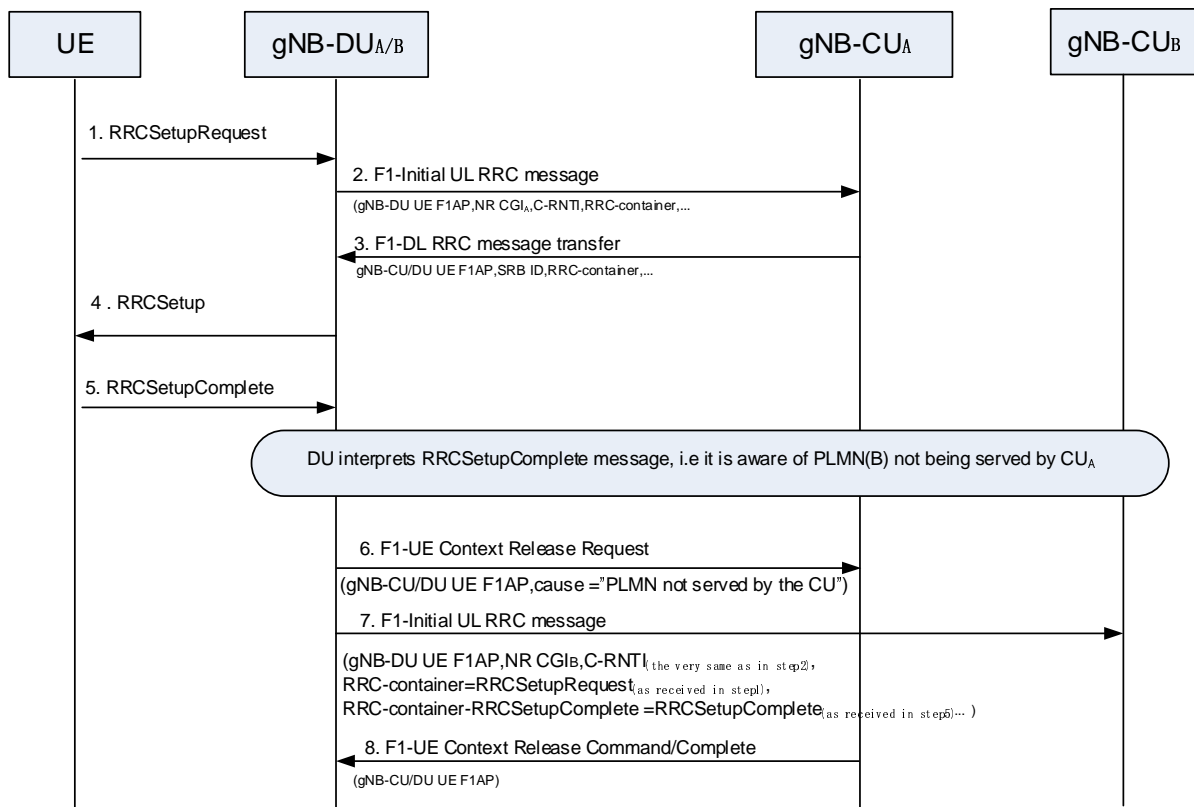 UE
gNB-DUA/B
gNB-CUA
gNB-CUB
1. RRCSetupRequest
2. F1-Initial UL RRC message
(gNB-DU UE F1AP,NR CGIA,C-RNTI,RRC-container,...
3. F1-DL RRC message transfer
gNB-CU/DU UE F1AP,SRB ID,RRC-container,...
4 . RRCSetup
5. RRCSetupComplete
DU interprets RRCSetupComplete message, i.e it is aware of PLMN(B) not being served by CUA
6. F1-UE Context Release Request
(gNB-CU/DU UE F1AP,cause =”PLMN not served by the CU”)
7. F1-Initial UL RRC message
(gNB-DU UE F1AP,NR CGIB,C-RNTI(the very same as in step2),
RRC-container=RRCSetupRequest(as received in step1),
RRC-container-RRCSetupComplete =RRCSetupComplete(as received in step5)… )
8. F1-UE Context Release Command/Complete
(gNB-CU/DU UE F1AP)